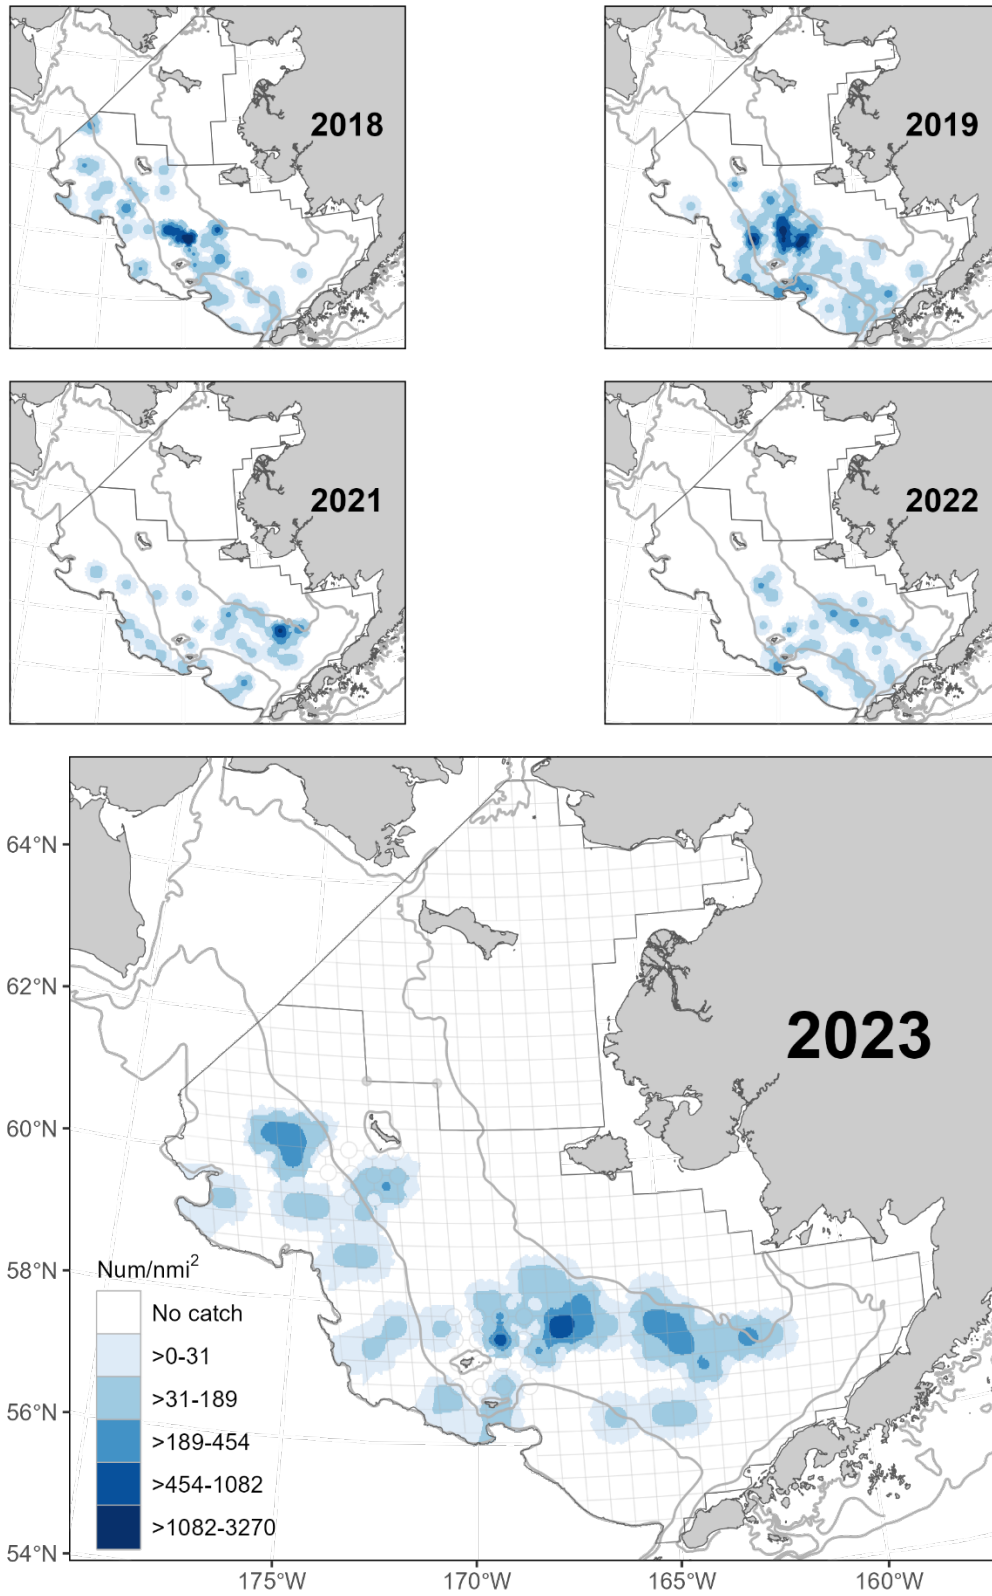 2018
2019
2021
2022
2023
64°N
62°N
60°N
58°N
56°N
54°N
Num/nmi²
No catch
>0-31
>31-189
>189-454
>454-1082
>1082-3270
175°W
170°W
165°W
160°W